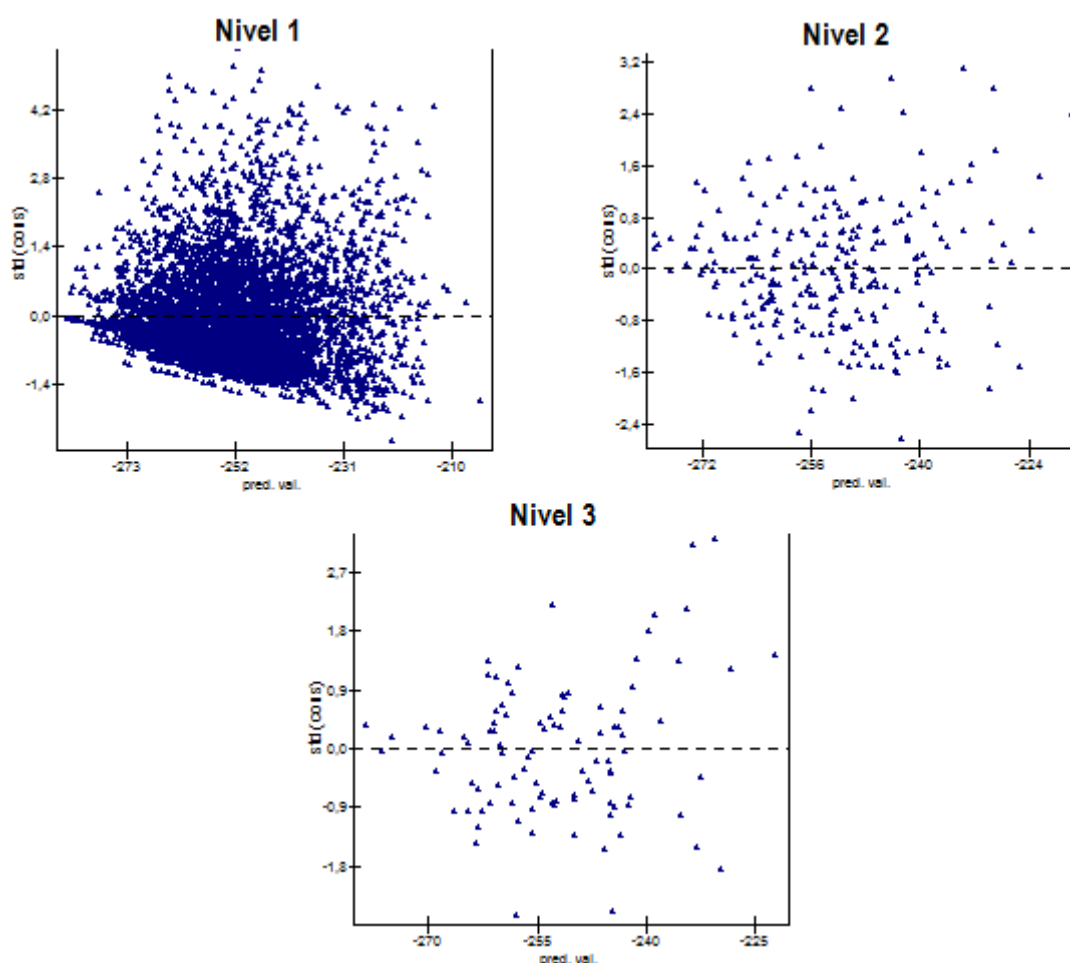 Nivel 1
4,2
2,8
1,4
0,0
-1,4
std(cons)
-273 -252 -231 -210
pred. val.
Nivel 2
3,2
2,4
1,6
0,8
0,0
-0,8
-1,6
-2,4
std(cons)
-272 -256 -240 -224
pred. val.
Nivel 3
2,7
1,8
0,9
0,0
-0,9
-1,8
std(cons)
-270 -255 -240 -225
pred. val.